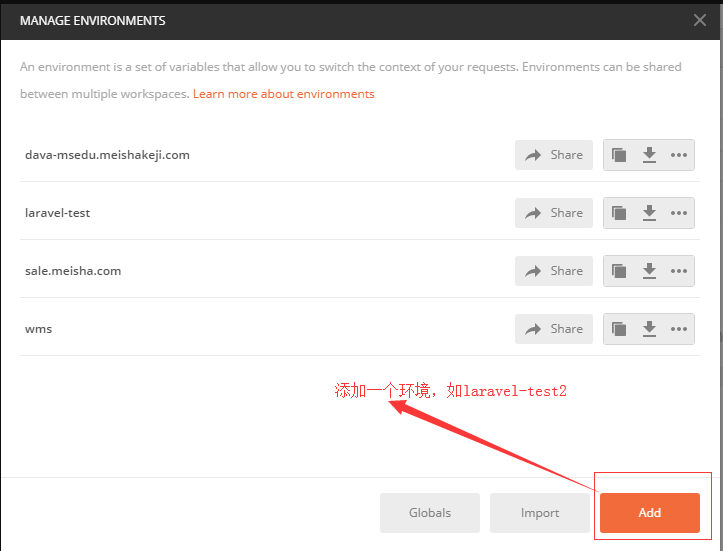 MANAGE ENVIRONMENTS
An environment is a set of variables that allow you to switch the context of your requests. Environments can be shared
between multiple workspaces. Learn more about environments
dava-msedu.meishakeji.com Share
laravel-test Share
sale.meisha.com Share
wms Share
添加一个环境，如laravel-test2
Globals Import Add